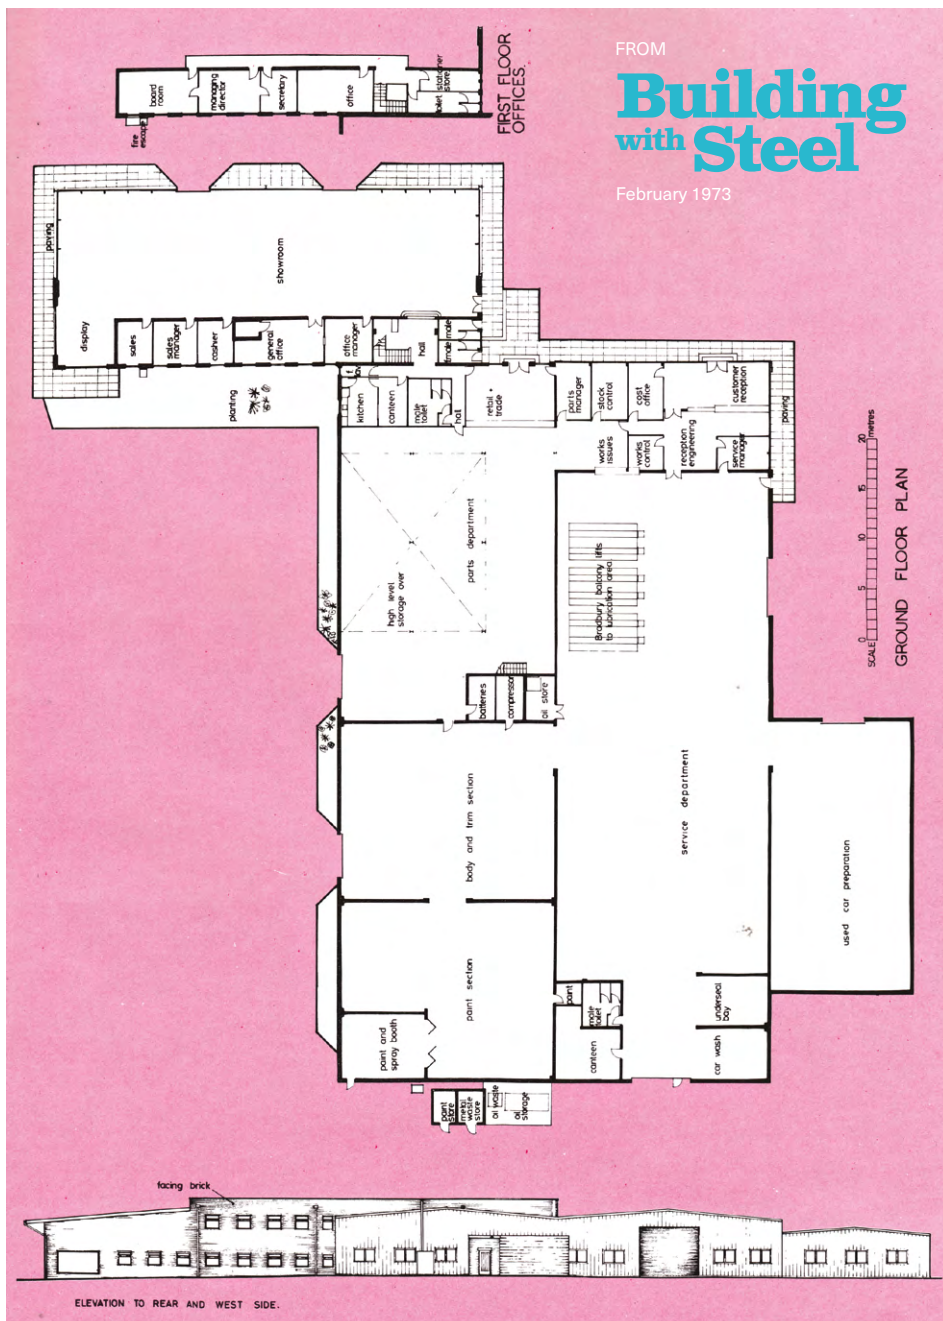 FROM
Building
with Steel
February 1973
FIRST FLOOR
OFFICES.
board
room
managing
director
secretary
office
toilet
stationer
store
fire
escape
paving
showroom
display
sales
sales
manager
cashier
general
office
office
manager
hall
male
planting
kitchen
canteen
male
toilet
hall
retail
trade
parts
manager
stock
control
cost
office
customer
reception
paving
works
issues
works
control
reception
engineering
service
manager
high level
storage over
parts department
Bradbury balcony lifts
to lubrication area.
SCALE
0
5
10
15
20
metres
GROUND FLOOR PLAN
batteries
compressor
oil store
body and trim section
service department
used car preparation
paint section
paint and
spray booth
paint
male
toilet
canteen
underseal
bay
car wash
paint
store
metal
waste
store
oil waste
oil
storage
facing brick
ELEVATION TO REAR AND WEST SIDE.